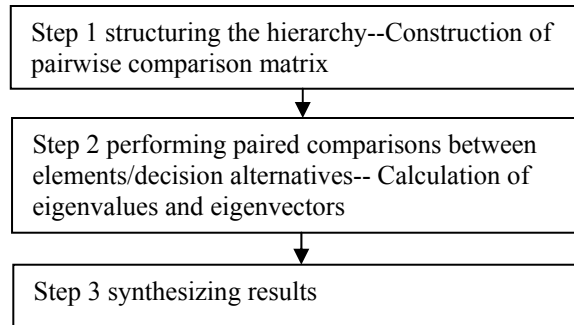 Step 1 structuring the hierarchy--Construction of
pairwise comparison matrix
Step 2 performing paired comparisons between
elements/decision alternatives-- Calculation of
eigenvalues and eigenvectors
Step 3 synthesizing results